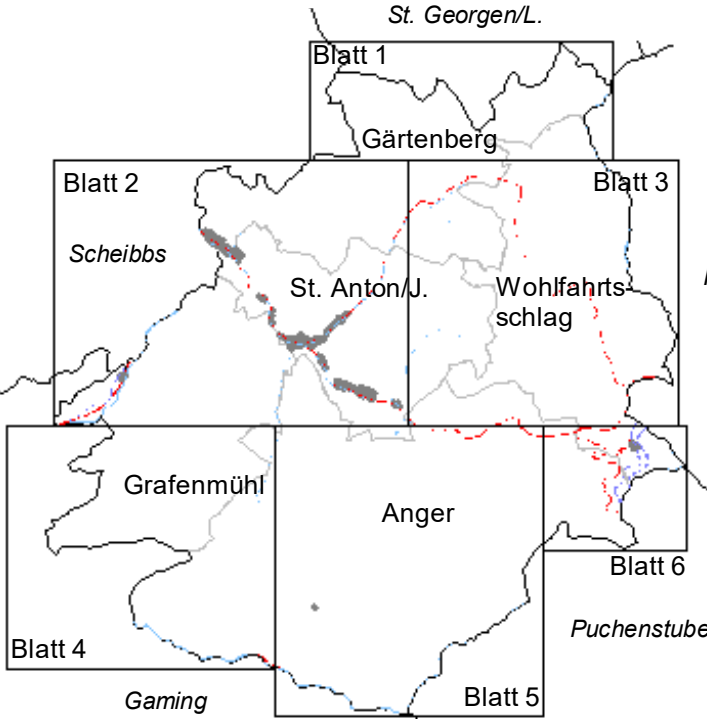 St. Georgen/L.
Blatt 1
Gärtenberg
Blatt 2
Blatt 3
Scheibbs
St. Anton/J.
Wohlfahrts-
schlag
Grafenmühl
Anger
Blatt 6
Puchenstube
Blatt 4
Blatt 5
Gaming